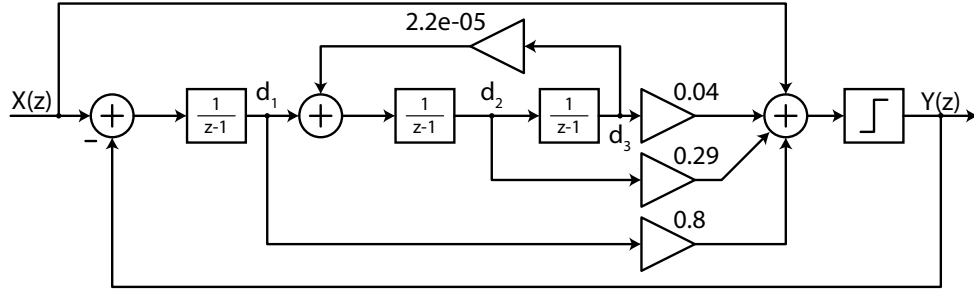 2.2e-05
X(z)
−
1
z-1
d1
1
z-1
d2
1
z-1
d3
0.04
0.29
0.8
Y(z)